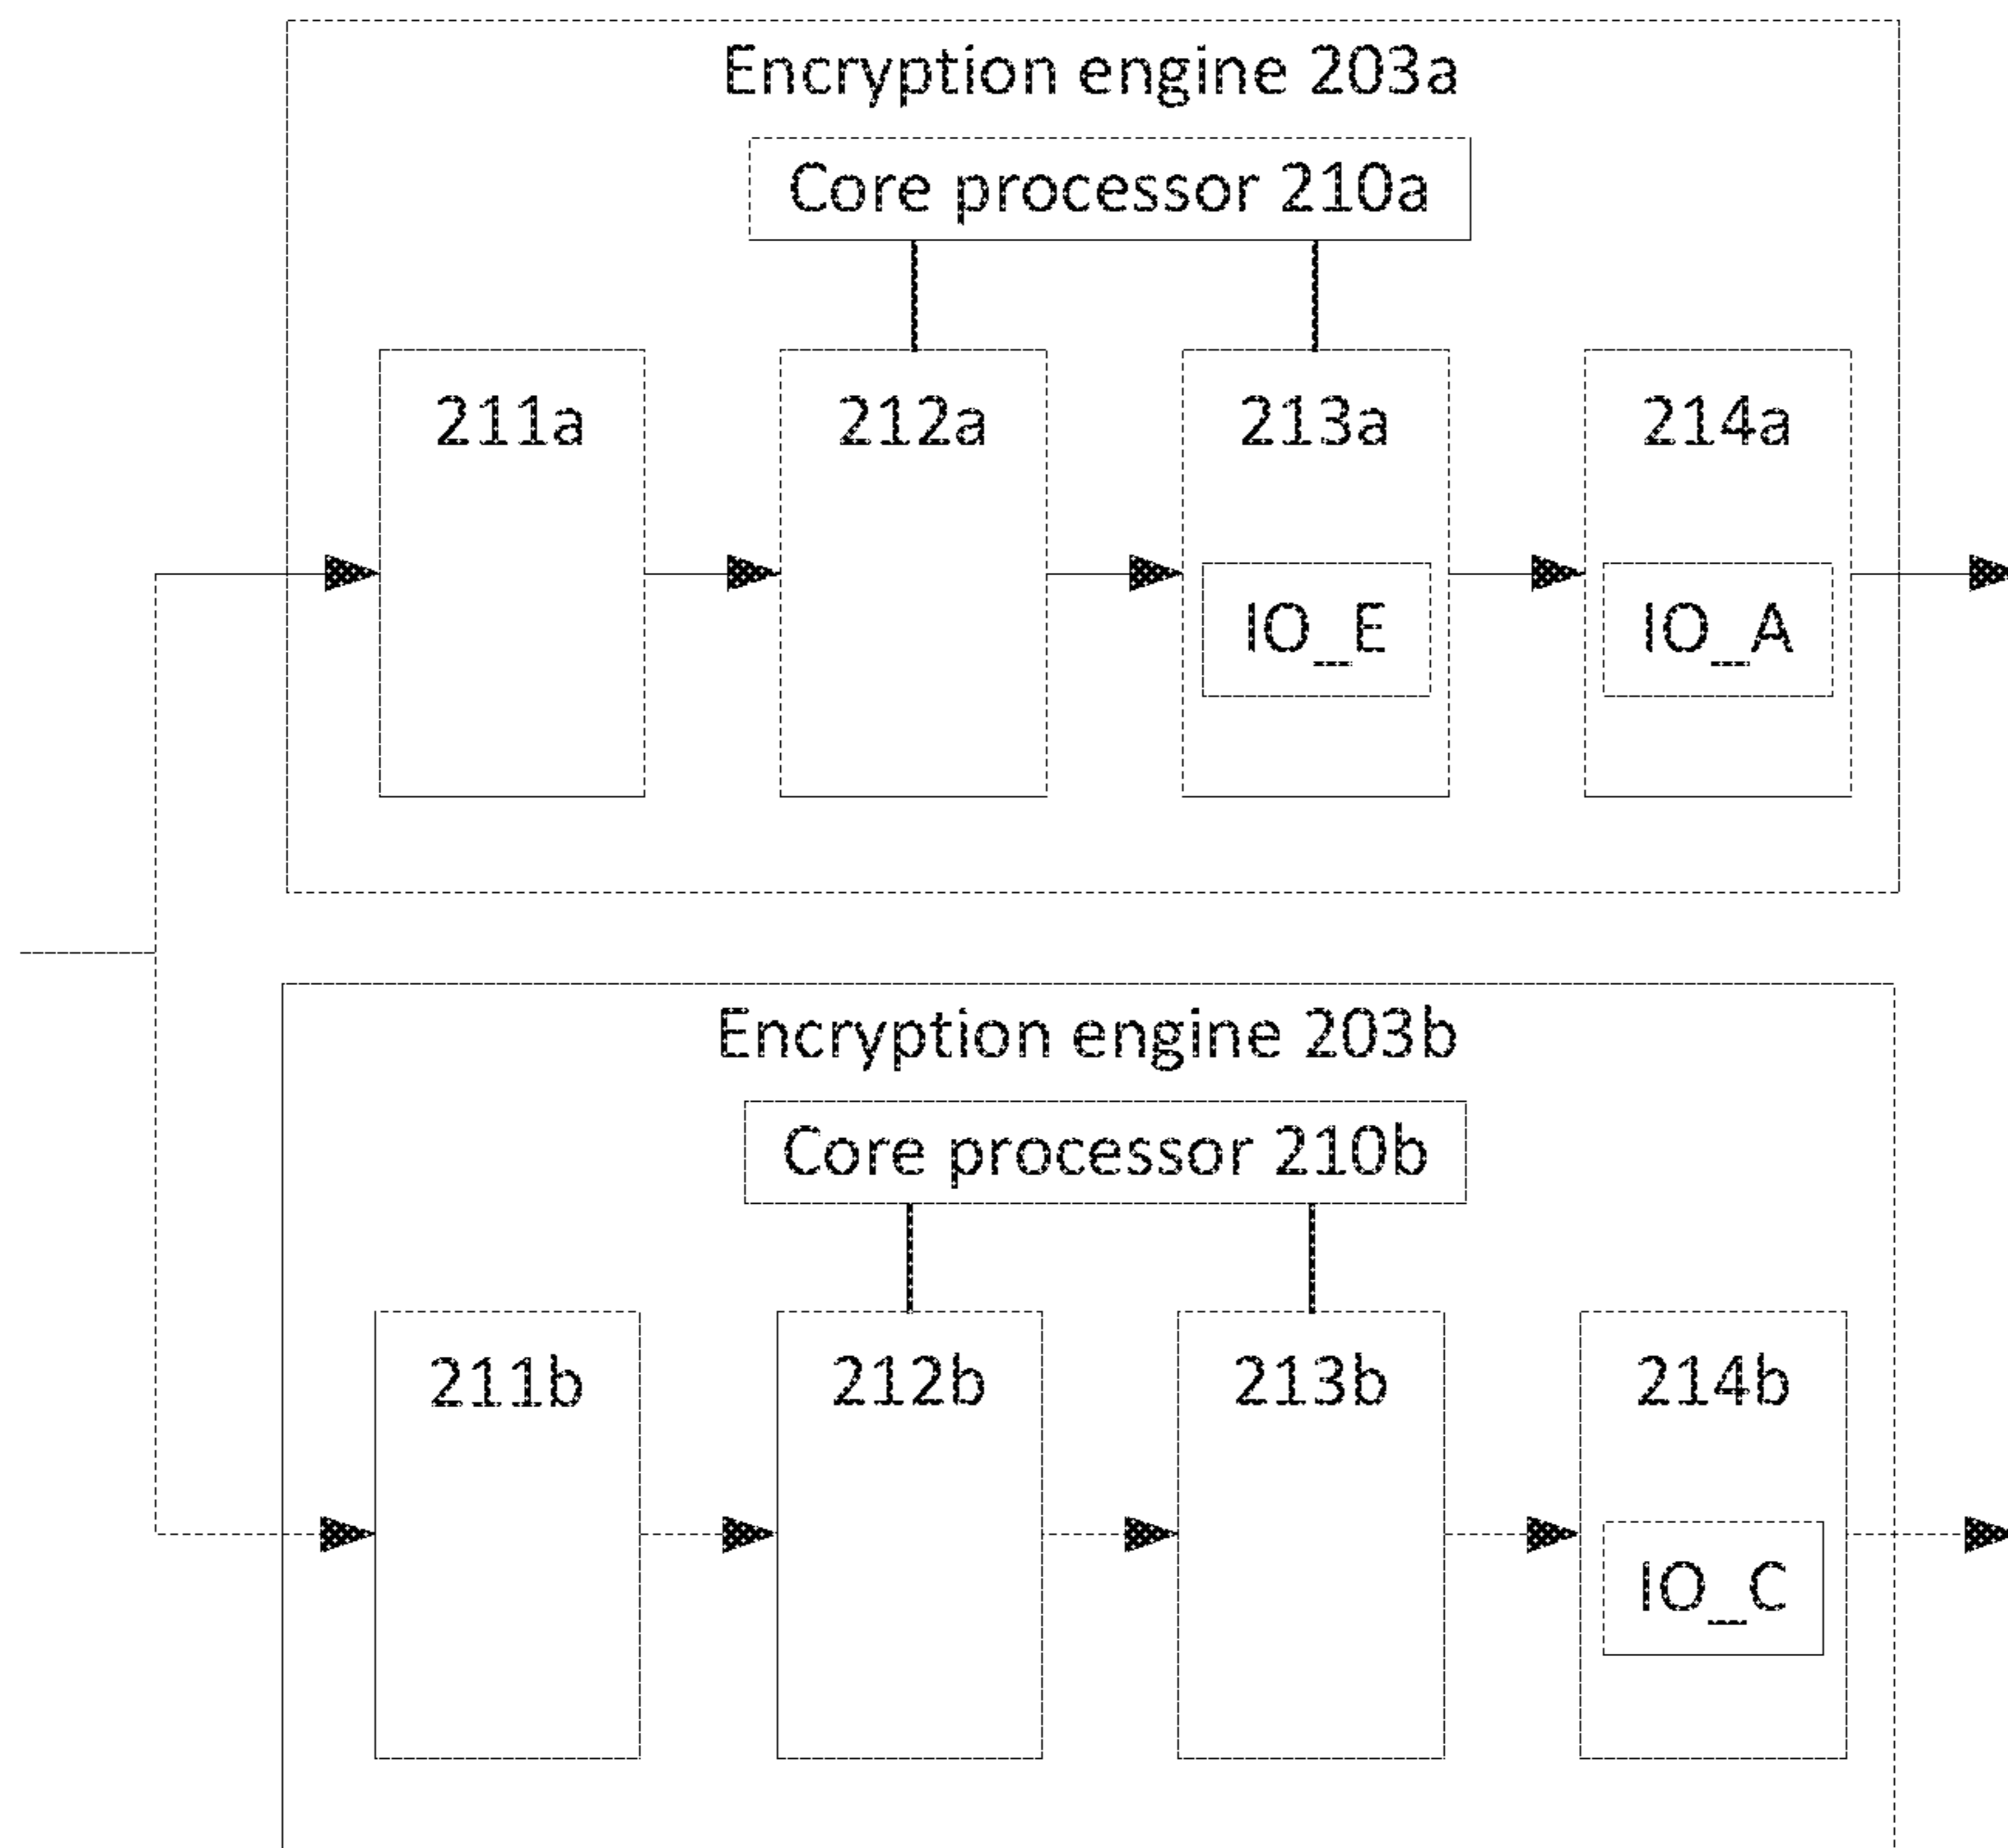 Encryption engine 203a
Core processor 210a
211a
212a
213a
214a
IO_E
IO_A
Encryption engine 203b
Core processor 210b
211b
212b
213b
214b
IO_C